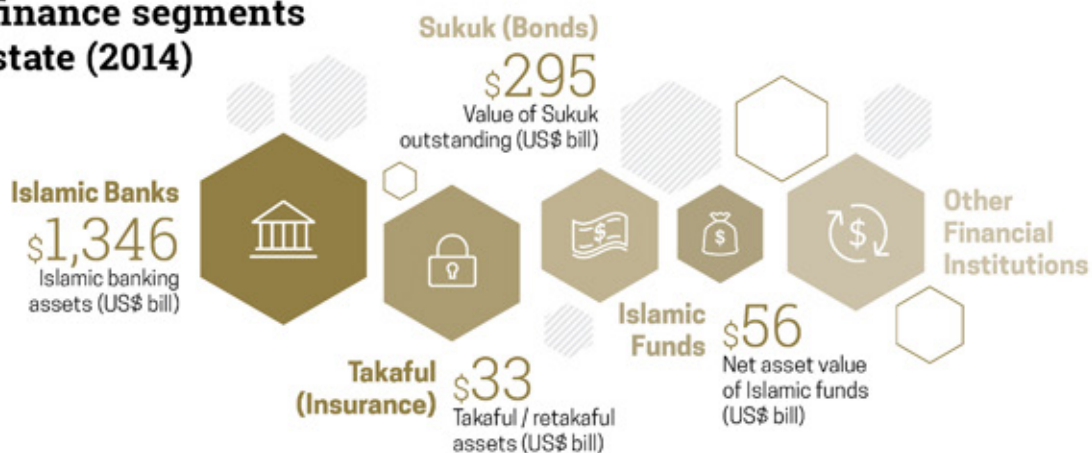 finance segments
state (2014)
Sukuk (Bonds)
$295
Value of Sukuk
outstanding (US$ bill)
Islamic Banks
$1,346
Islamic banking
assets (US$ bill)
Takaful
(Insurance)
$33
Takaful / retakaful
assets (US$ bill)
$
$
Islamic
Funds
$56
Net asset value
of Islamic funds
(US$ bill)
$
Other
Financial
Institutions